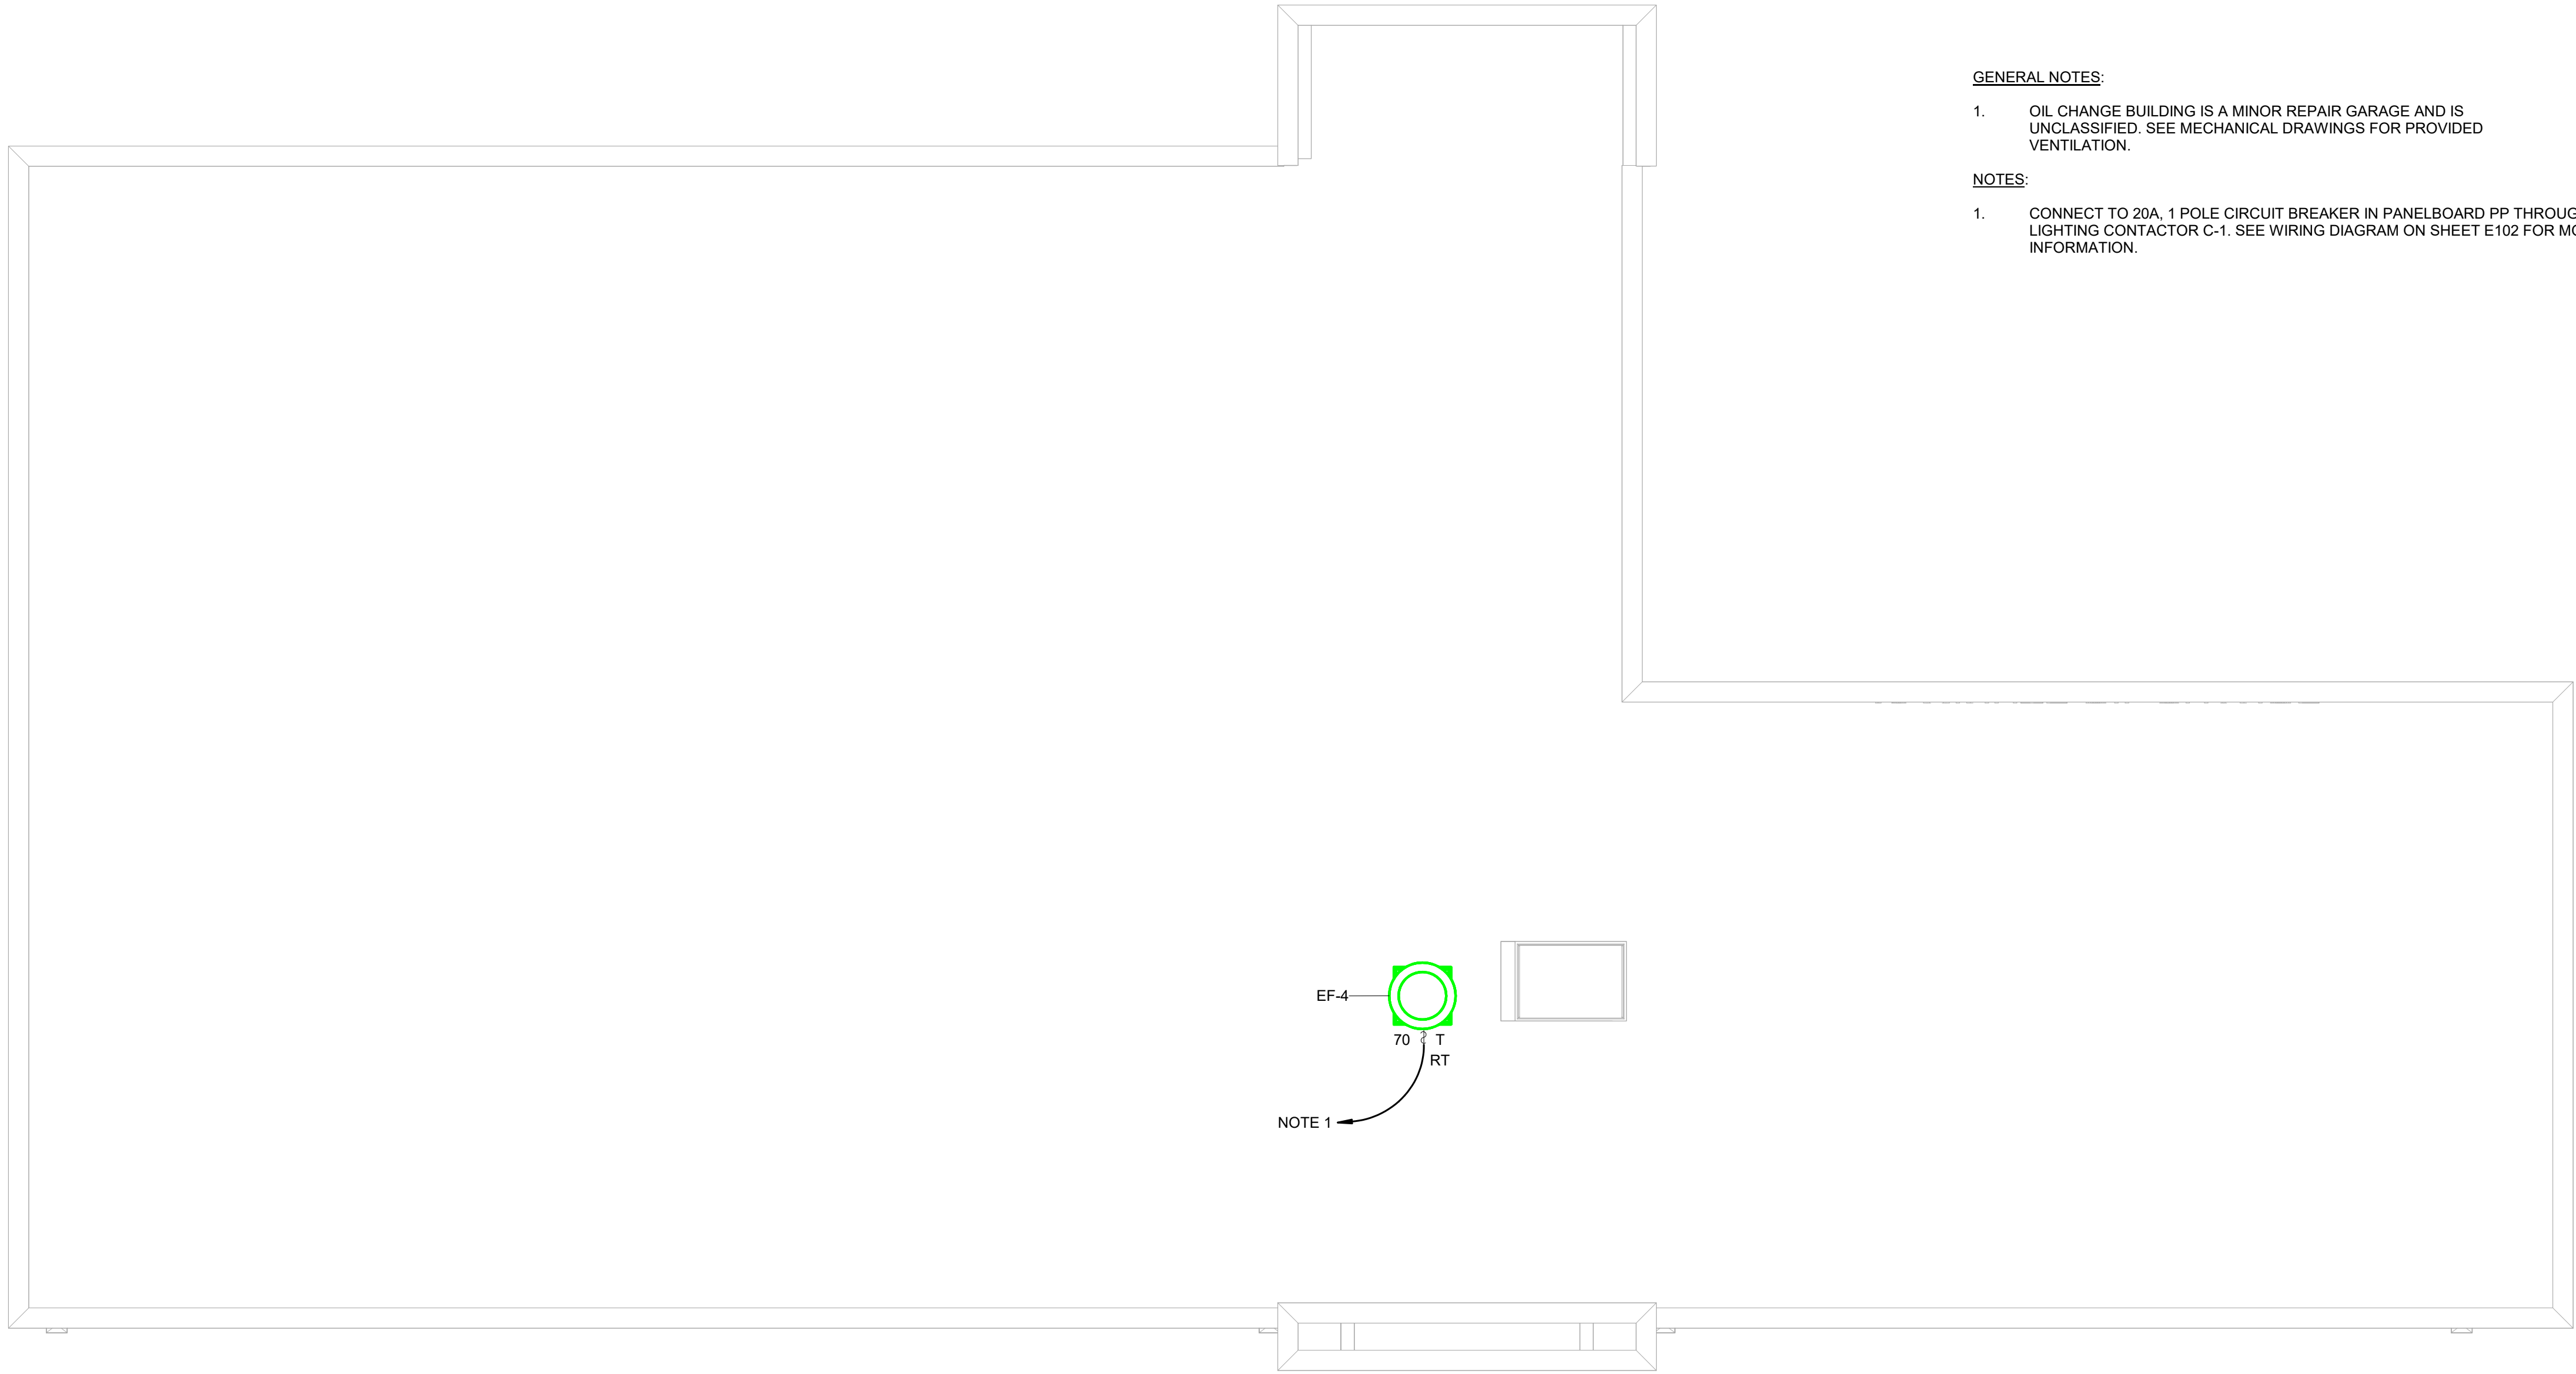 GENERAL NOTES:
1. OIL CHANGE BUILDING IS A MINOR REPAIR GARAGE AND IS
UNCLASSIFIED. SEE MECHANICAL DRAWINGS FOR PROVIDED
VENTILATION.
NOTES:
1. CONNECT TO 20A, 1 POLE CIRCUIT BREAKER IN PANELBOARD PP THROUG
LIGHTING CONTACTOR C-1. SEE WIRING DIAGRAM ON SHEET E102 FOR MO
INFORMATION.
EF-4
70 T
RT
NOTE 1